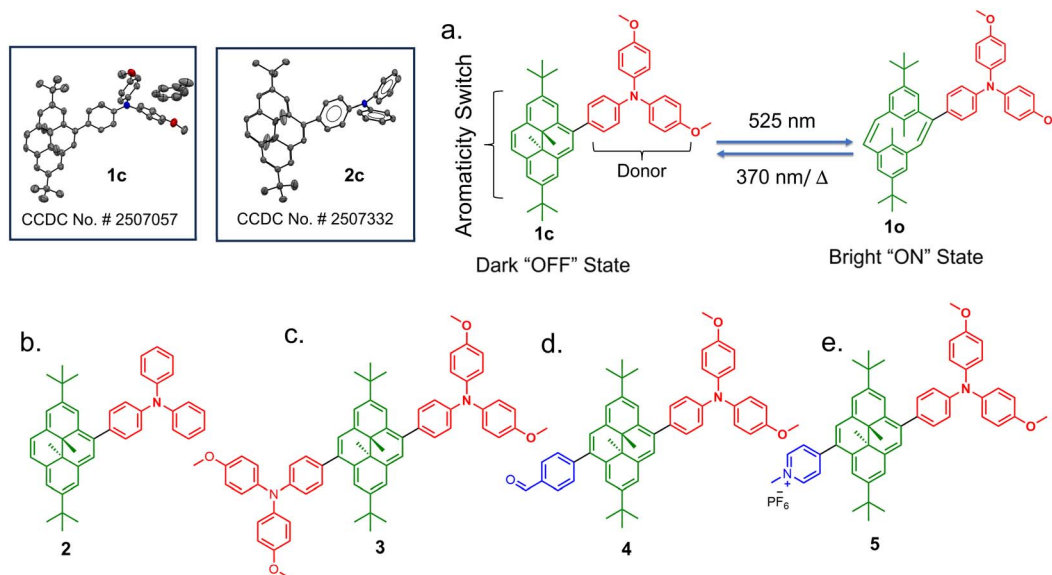 1c
CCDC No. # 2507057
2c
CCDC No. # 2507332
a.
Aromaticity Switch
N
O
O
Donor
1c
Dark “OFF” State
525 nm
370 nm/ Δ
O
N
O
1o
Bright “ON” State
b.
N
2
c.
O
N
O
O
N
O
3
d.
O
N
O
O
4
e.
O
N
O
N
+
PF6
−
5